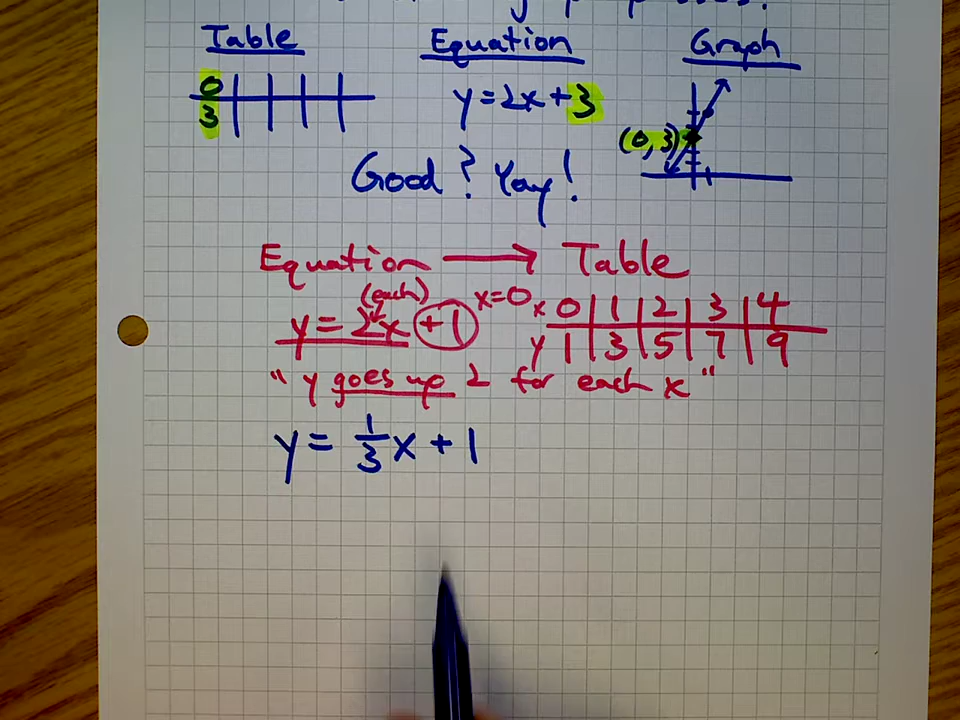 Table Equation Graph
0
3
y=2x+3
(0,3)
Good? Yay!
Equation → Table
(each)
y = 2x +1 x=0
x 0 1 2 3 4
y 1 3 5 7 9
"y goes up 2 for each x"
y = 1/3 x + 1